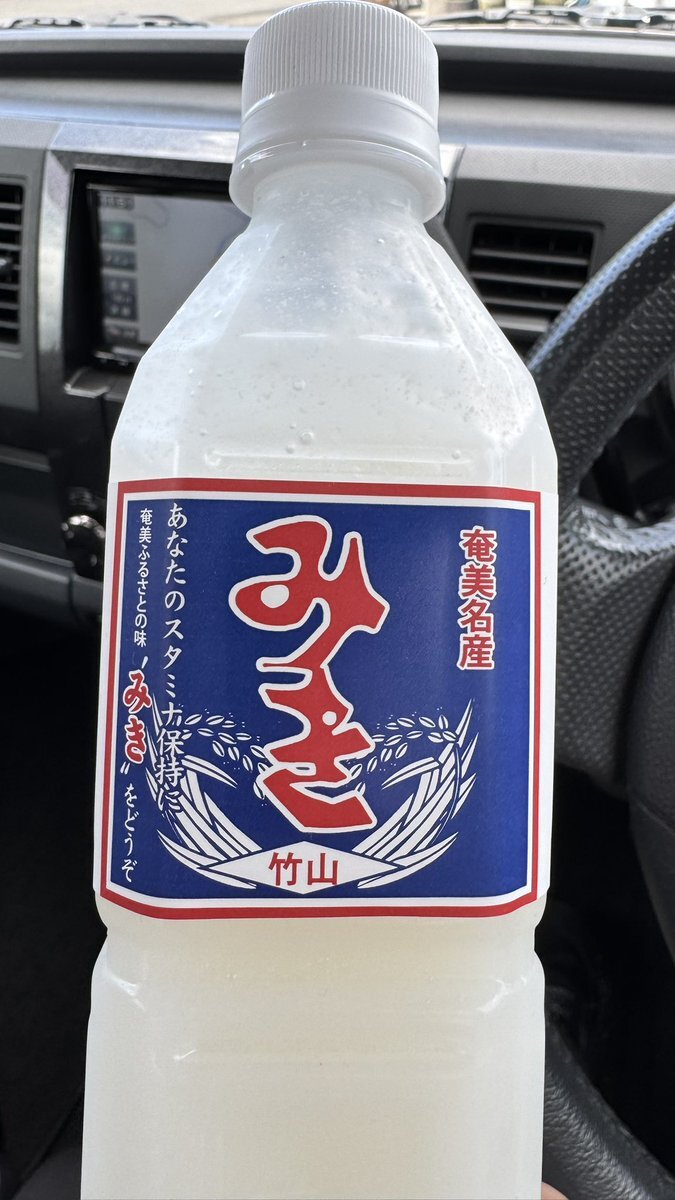 奄美名産
みき
あなたのスタミナ保持に
奄美ふるさとの味“みき”をどうぞ
竹山